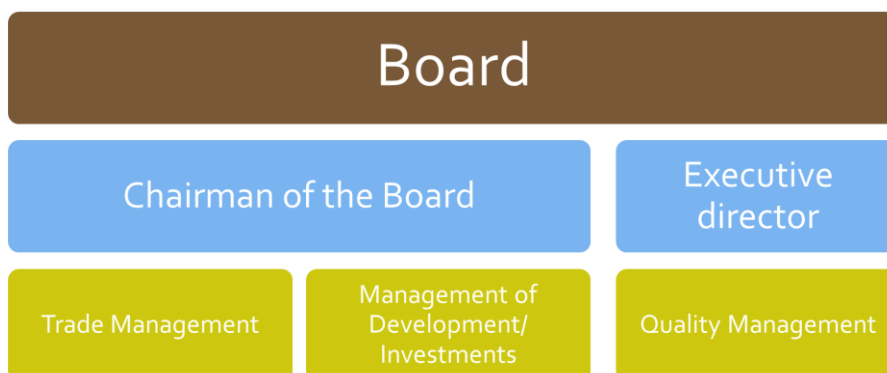 Board
Chairman of the Board
Executive
director
Trade Management
Management of
Development/
Investments
Quality Management